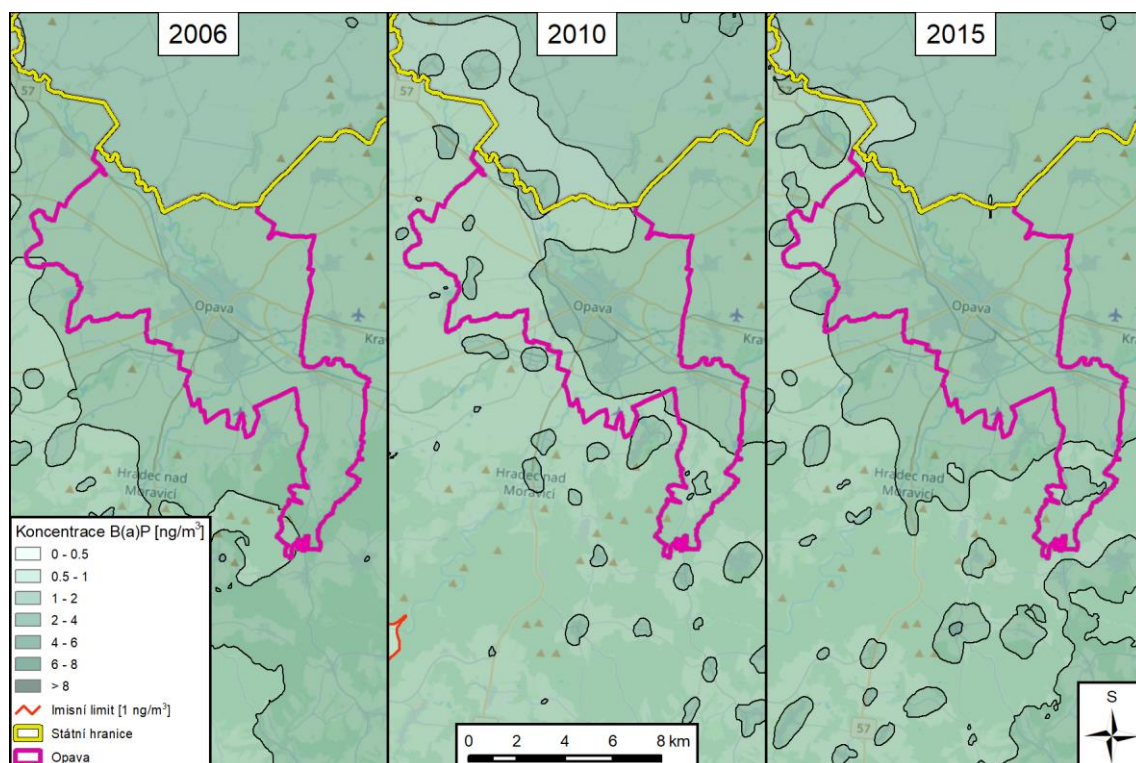 2006
2010
2015
57
Opava
Opava
Opava
Kra
Hradec nad
Moravicí
Hradec nad
Moravicí
Hradec nad
Moravicí
57
Koncentrace B(a)P [ng/m³]
0 - 0.5
0.5 - 1
1 - 2
2 - 4
4 - 6
6 - 8
> 8
Imisní limit [1 ng/m³]
Státní hranice
Opava
0 2 4 6 8 km
S